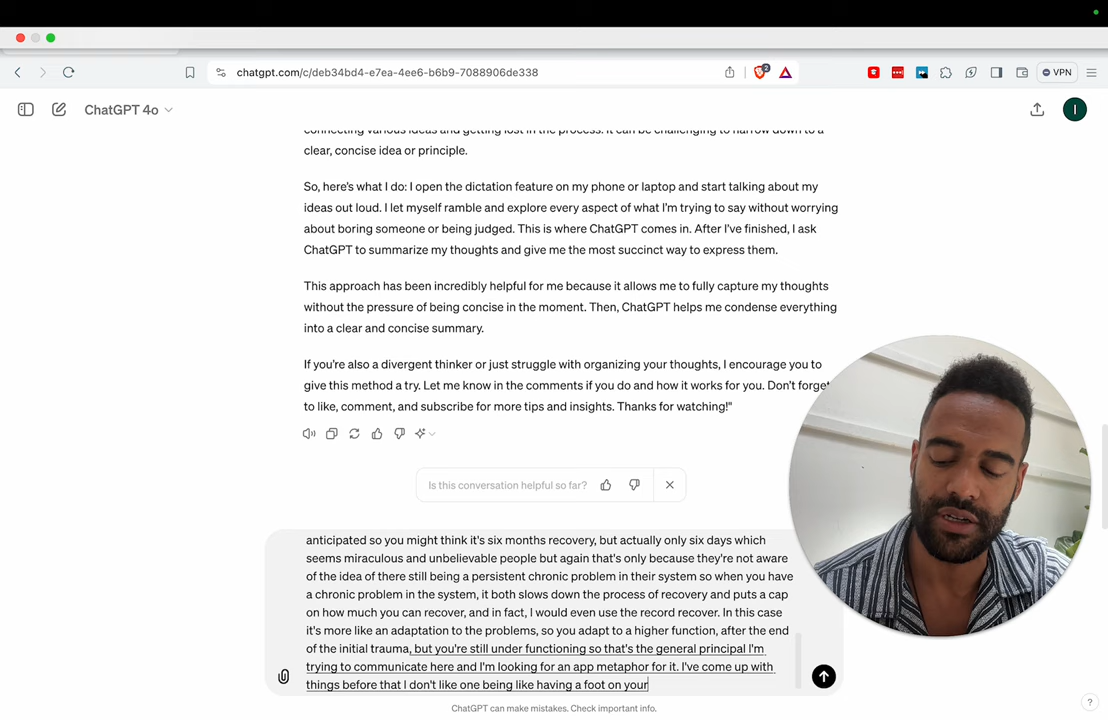 chatgpt.com/c/deb34bd4-e7ea-4ee6-b6b9-7088906de338
2
VPN
ChatGPT 4o
I
connecting various ideas and getting lost in the process. It can be challenging to narrow down to a
clear, concise idea or principle.
So, here's what I do: I open the dictation feature on my phone or laptop and start talking about my
ideas out loud. I let myself ramble and explore every aspect of what I'm trying to say without worrying
about boring someone or being judged. This is where ChatGPT comes in. After I've finished, I ask
ChatGPT to summarize my thoughts and give me the most succinct way to express them.
This approach has been incredibly helpful for me because it allows me to fully capture my thoughts
without the pressure of being concise in the moment. Then, ChatGPT helps me condense everything
into a clear and concise summary.
If you're also a divergent thinker or just struggle with organizing your thoughts, I encourage you to
give this method a try. Let me know in the comments if you do and how it works for you. Don't forget
to like, comment, and subscribe for more tips and insights. Thanks for watching!"
Is this conversation helpful so far?
anticipated so you might think it's six months recovery, but actually only six days which
seems miraculous and unbelievable people but again that's only because they're not aware
of the idea of there still being a persistent chronic problem in their system so when you have
a chronic problem in the system, it both slows down the process of recovery and puts a cap
on how much you can recover, and in fact, I would even use the record recover. In this case
it's more like an adaptation to the problems, so you adapt to a higher function, after the end
of the initial trauma, but you're still under functioning so that's the general principal I'm
trying to communicate here and I'm looking for an app metaphor for it. I've come up with
things before that I don't like one being like having a foot on your
ChatGPT can make mistakes. Check important info.
?